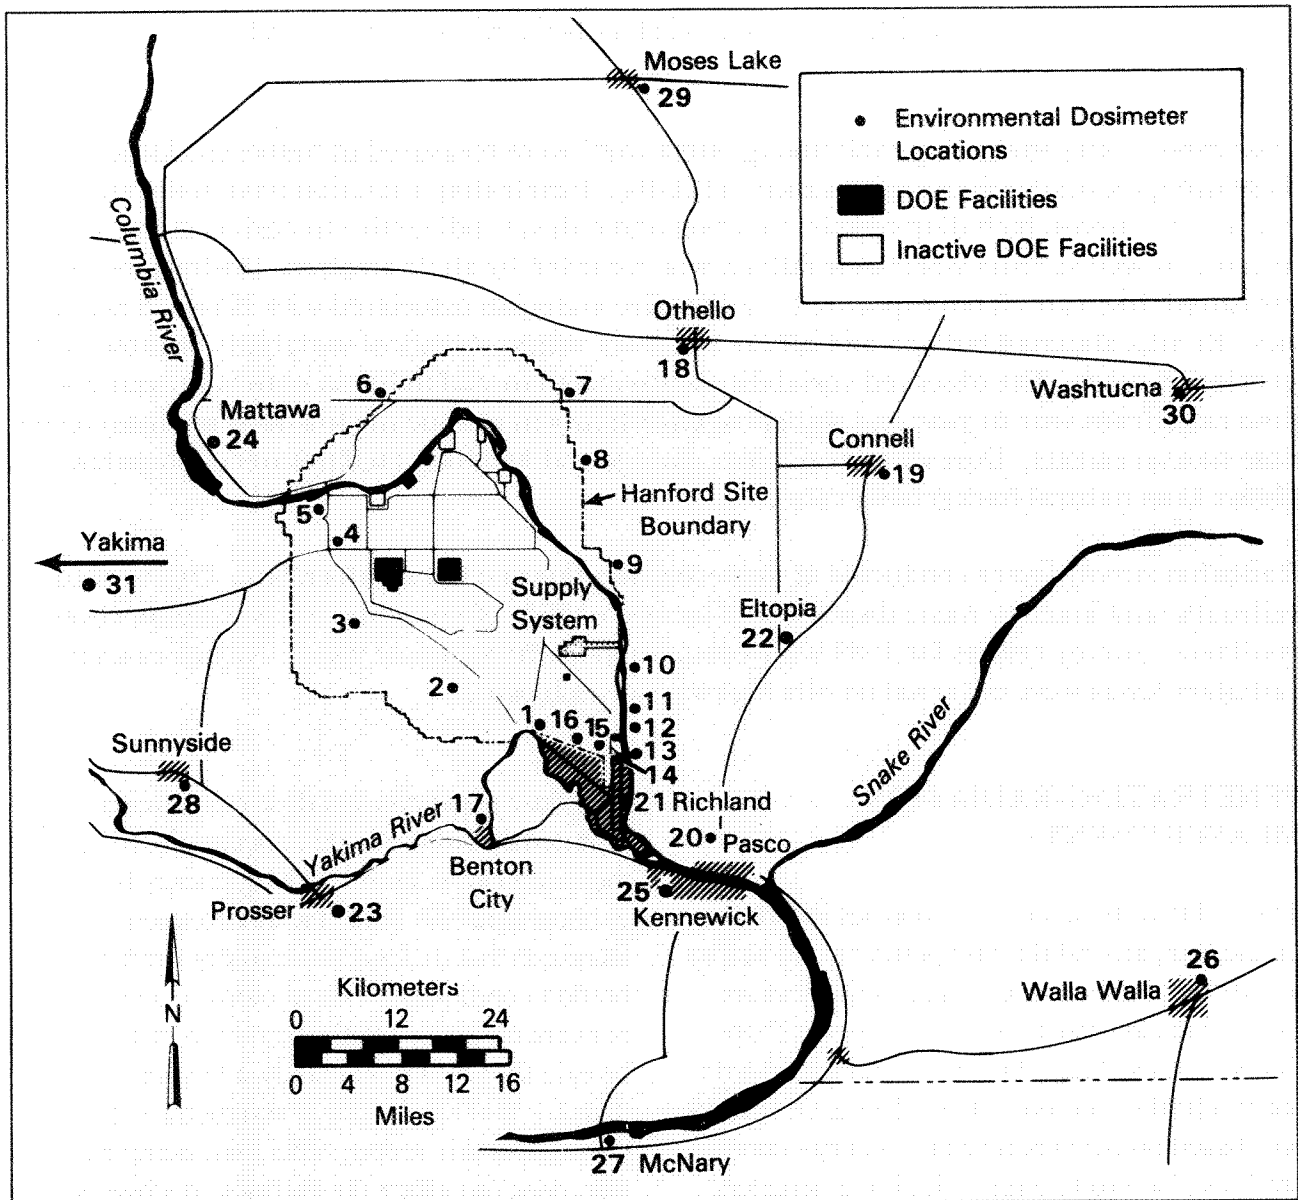 Moses Lake
29
Environmental Dosimeter
Locations
DOE Facilities
Inactive DOE Facilities
Columbia River
Othello
18
6
7
Washtucna
30
Mattawa
24
Connell
19
8
Hanford Site
Boundary
5
4
Yakima
31
9
Supply
System
Eltopia
22
3
10
2
11
1
16
15
12
13
14
Sunnyside
28
Snake River
17
21 Richland
Yakima River
20
Pasco
Benton
City
25
Kennewick
Prosser
23
26
Walla Walla
N
Kilometers
0 12 24
0 4 8 12 16
Miles
27 McNary